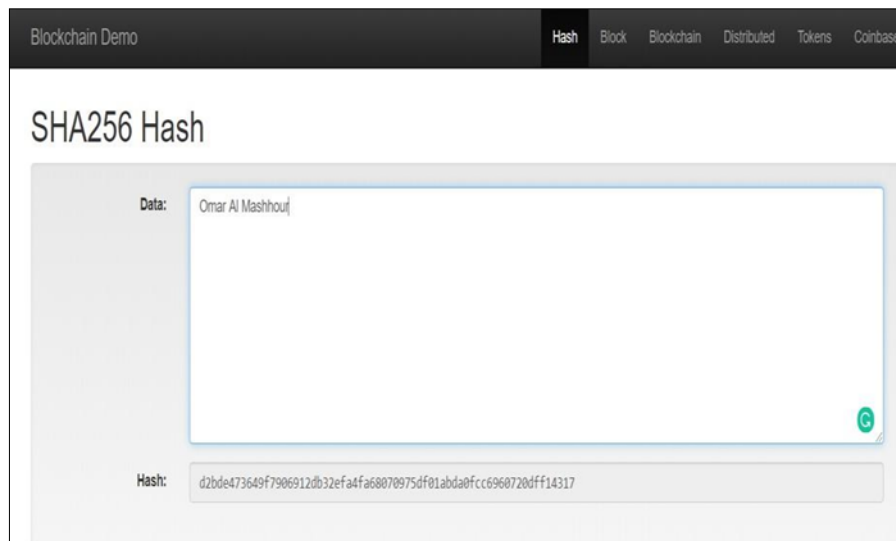 Blockchain Demo
Hash Block Blockchain Distributed Tokens Coinbase
SHA256 Hash
Data:
Omar Al Mashhour
Hash:
d2bde473649f7906912db32efa4fa68070975df01abda0fcc6960720dff14317